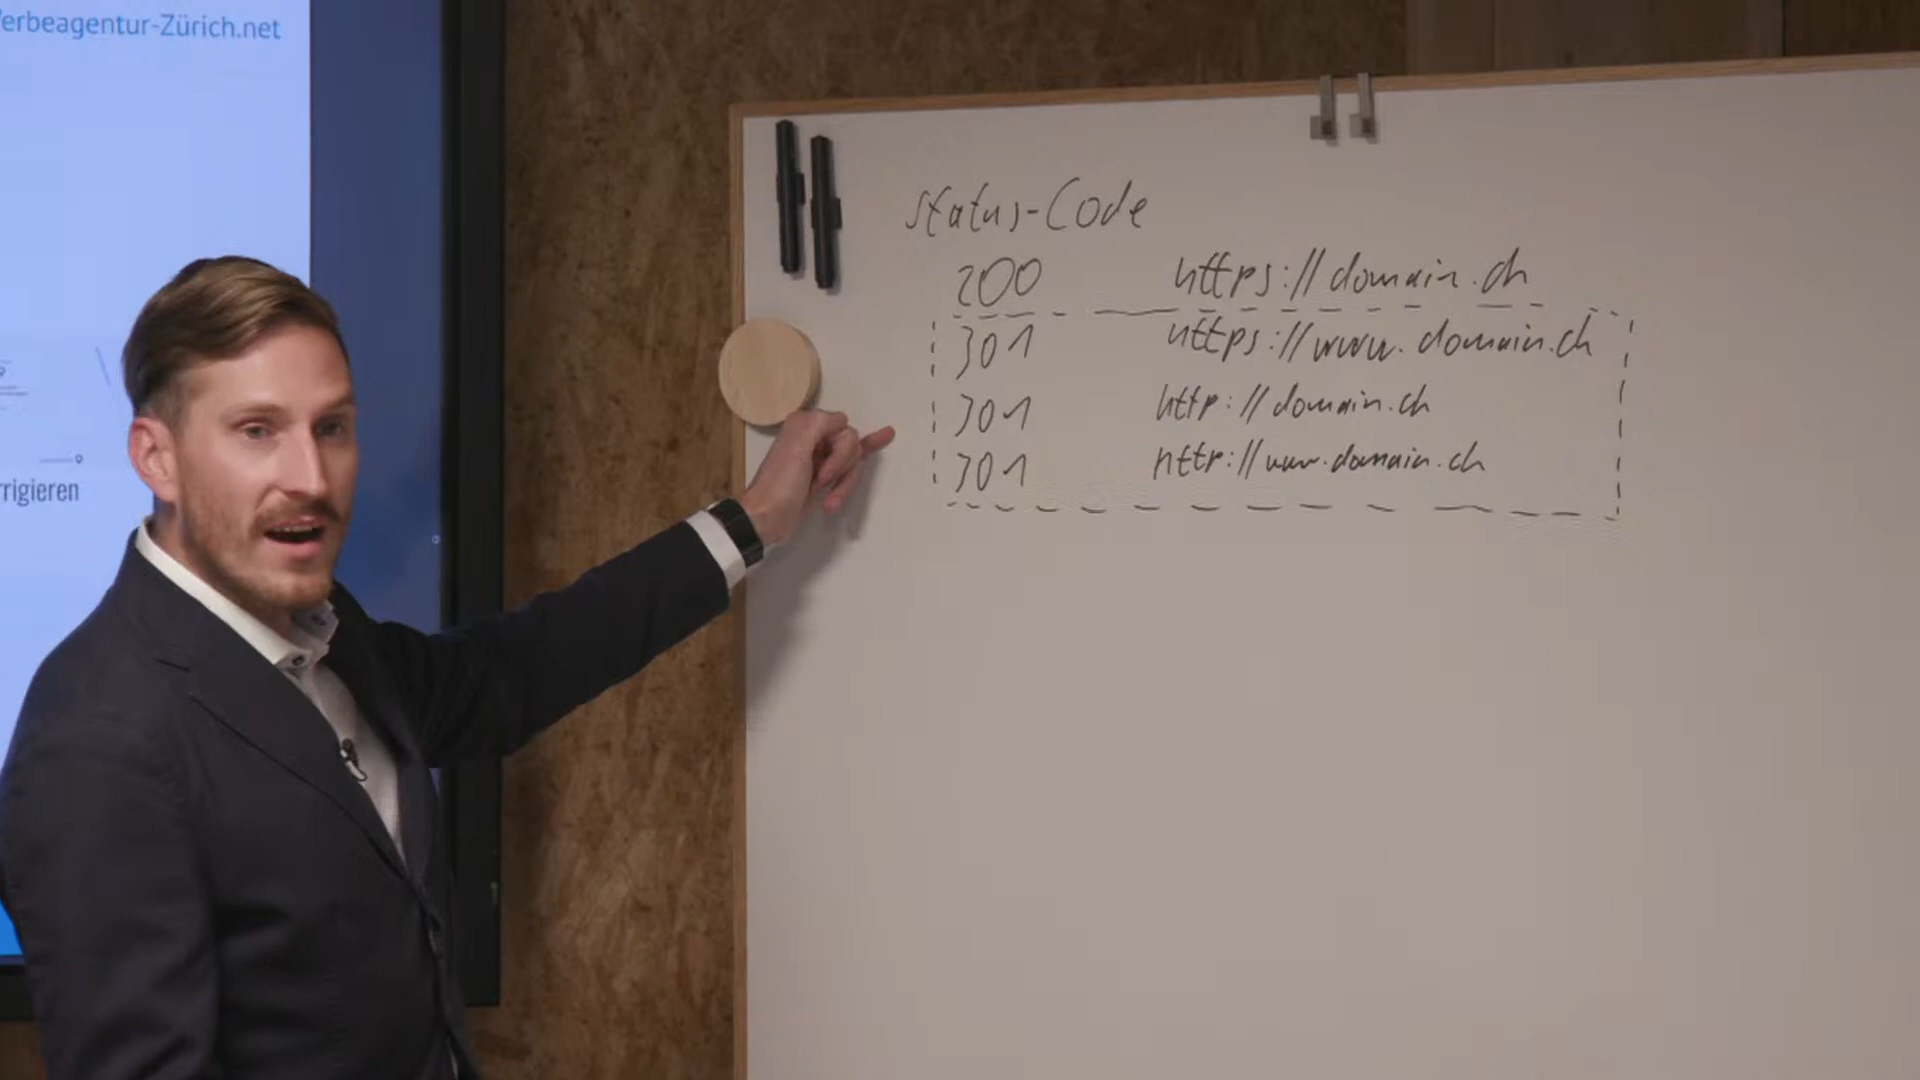 erbeagentur-Zürich.net
rrigieren
Status-Code
200 https://domain.ch
301 https://www.domain.ch
301 http://domain.ch
301 http://www.domain.ch